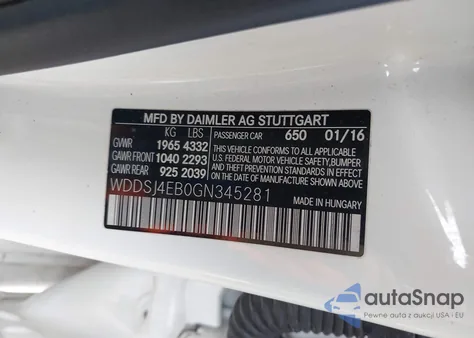 MFD BY DAIMLER AG STUTTGART
KG LBS PASSENGER CAR 650 01/16
GVWR 1965 4332
GAWR FRONT 1040 2293
GAWR REAR 925 2039
THIS VEHICLE CONFORMS TO ALL APPLICABLE
U.S. FEDERAL MOTOR VEHICLE SAFETY, BUMPER
AND THEFT PREVENTION STANDARDS IN
EFFECT ON THE DATE OF MANUFACTURE
SHOWN ABOVE.
WDDSJ4EB0GN345281
MADE IN HUNGARY
autoSnap
Pewne auta z aukcji USA i EU